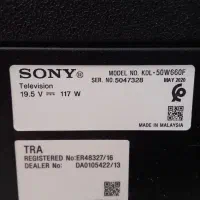 SONY®
MODEL NO. KDL-50W660F
Television
SER. NO. 5047328
MAY 2020
19.5 V ⎓ 117 W
MADE IN MALAYSIA
TRA
REGISTERED No:ER48327/16
DEALER No: DA0105422/13